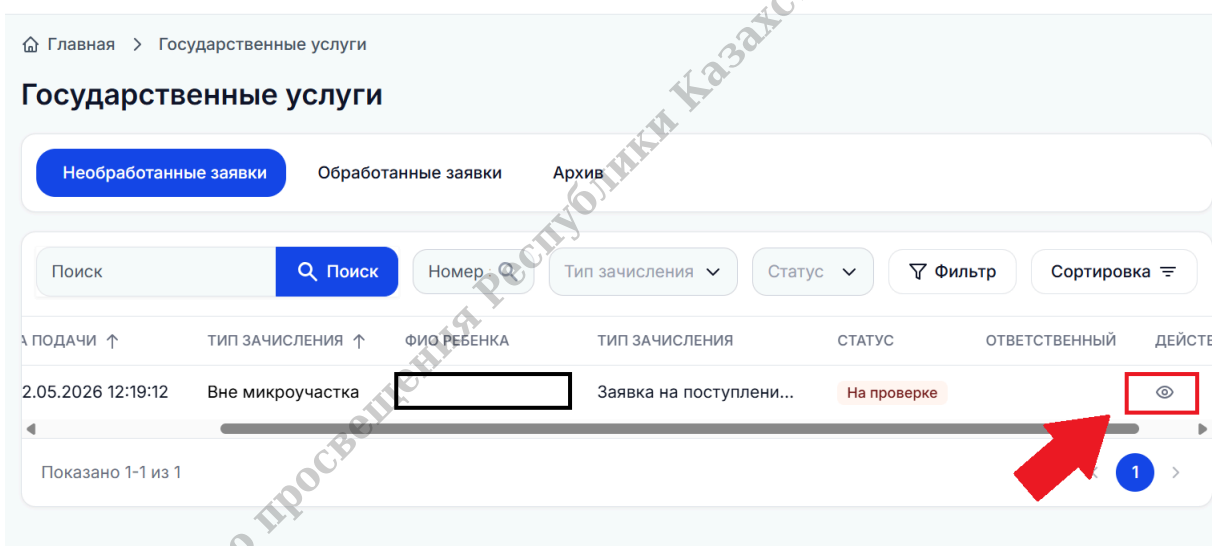 Главная > Государственные услуги
Государственные услуги
Необработанные заявки Обработанные заявки Архив
Поиск Поиск Номер Тип зачисления Статус Фильтр Сортировка
А ПОДАЧИ ↑ ТИП ЗАЧИСЛЕНИЯ ↑ ФИО РЕБЕНКА ТИП ЗАЧИСЛЕНИЯ СТАТУС ОТВЕТСТВЕННЫЙ ДЕЙСТЕ
2.05.2026 12:19:12 Вне микроучастка Заявка на поступлени... На проверке
Показано 1-1 из 1 < 1 >
о просвещения Республики Казахс